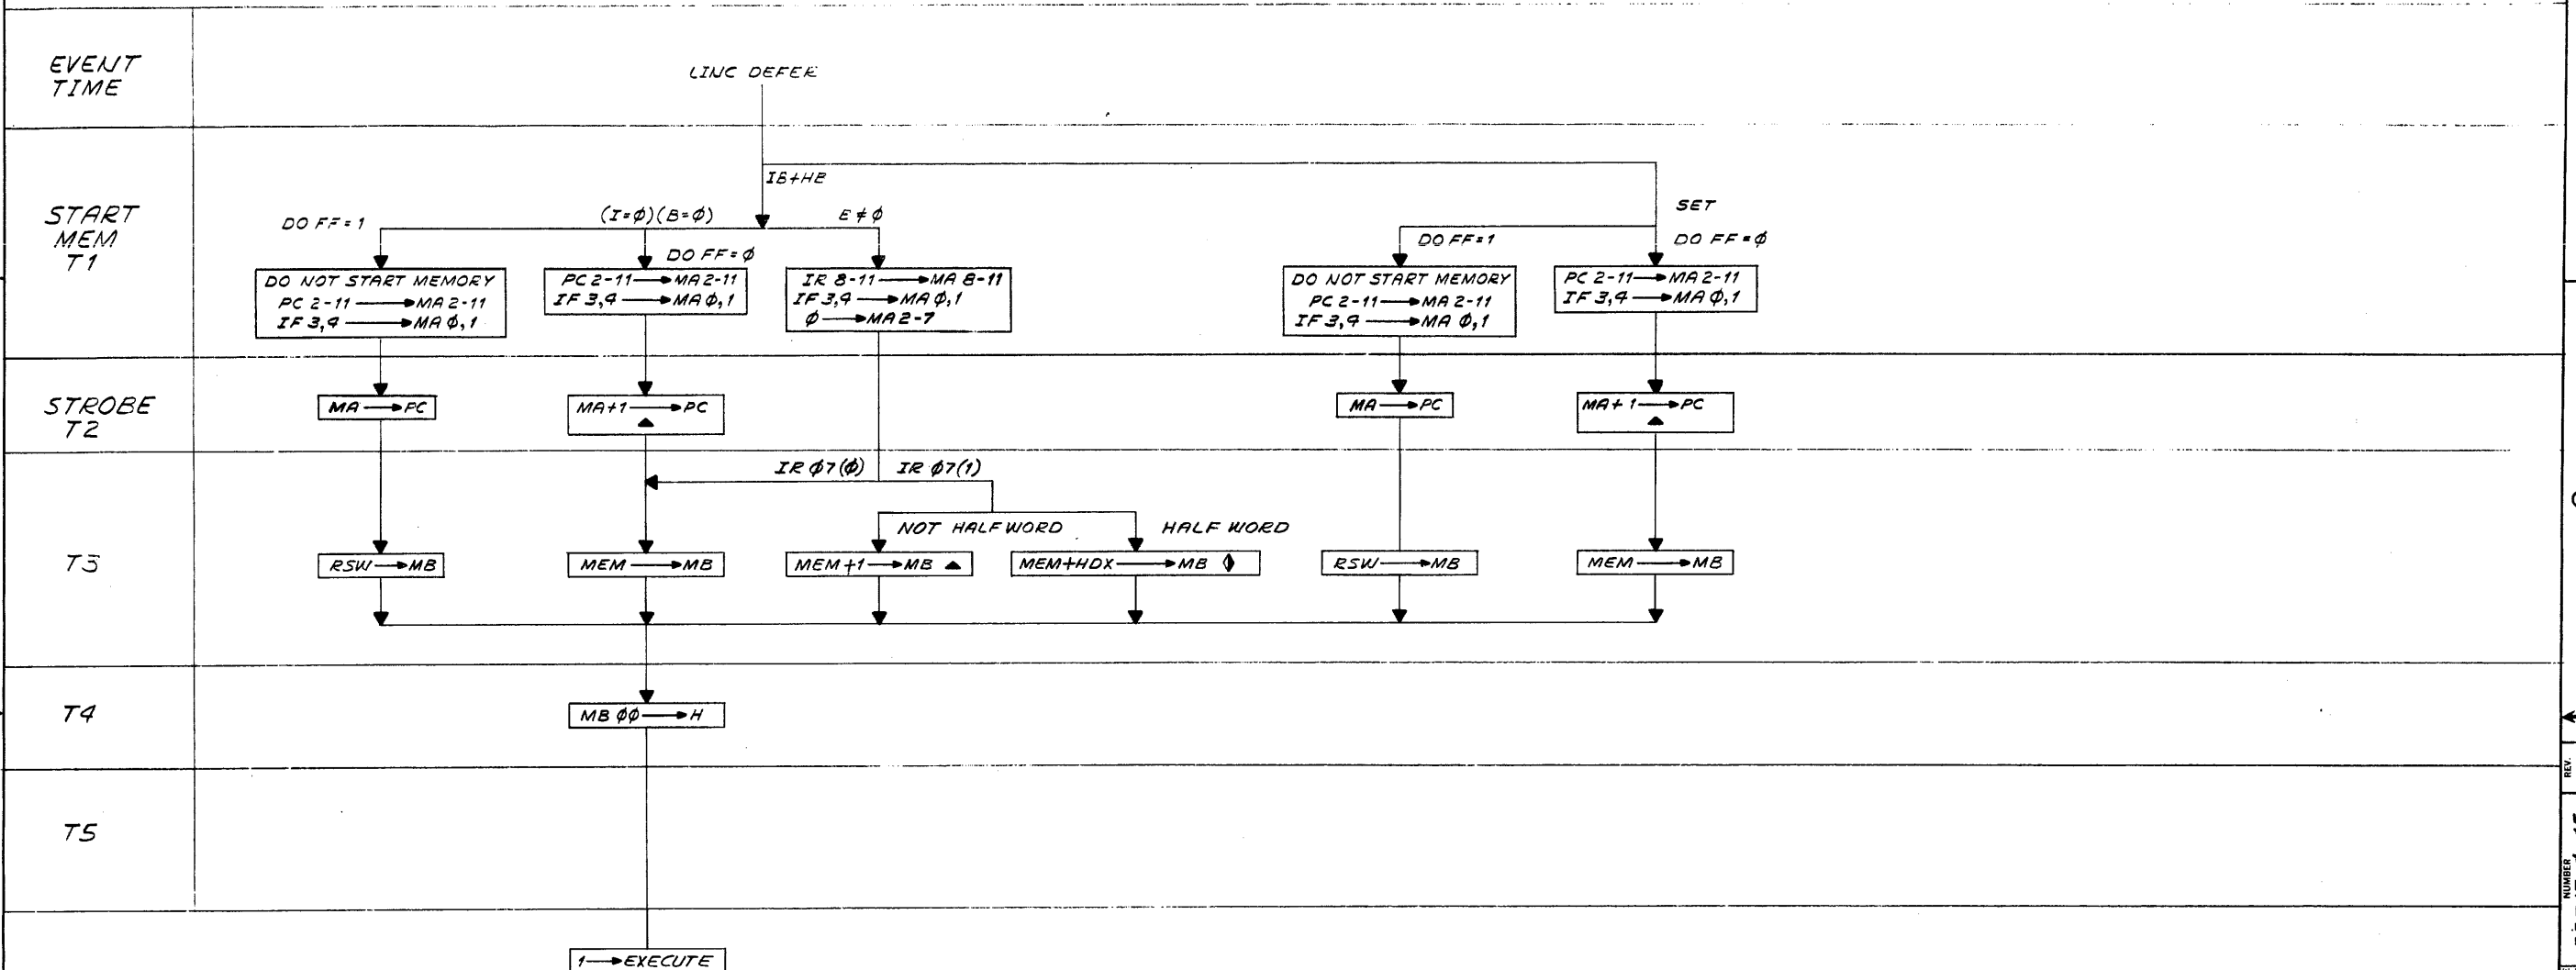 EVENT
TIME
LINC DEFER
START
MEM
T1
IB+HB
(I=φ)(B=φ)
DO FF=1
DO FF=φ
SET
DO FF=1
DO FF=φ
DO NOT START MEMORY
PC 2-11→MA 2-11
IF 3,4→MA φ,1
PC 2-11→MA 2-11
IF 3,4→MA φ,1
IR 8-11→MA 8-11
IF 3,4→MA φ,1
φ→MA 2-7
DO NOT START MEMORY
PC 2-11→MA 2-11
IF 3,4→MA φ,1
PC 2-11→MA 2-11
IF 3,4→MA φ,1
STROBE
T2
MA→PC
MA+1→PC
▲
MA→PC
MA+1→PC
▲
T3
IR φ7(φ)
IR φ7(1)
NOT HALF WORD
HALF WORD
RSW→MB
MEM→MB
MEM+1→MB ▲
MEM+HDX→MB
RSW→MB
MEM→MB
T4
MB φφ→H
T5
1→EXECUTE
REV.
NUMBER